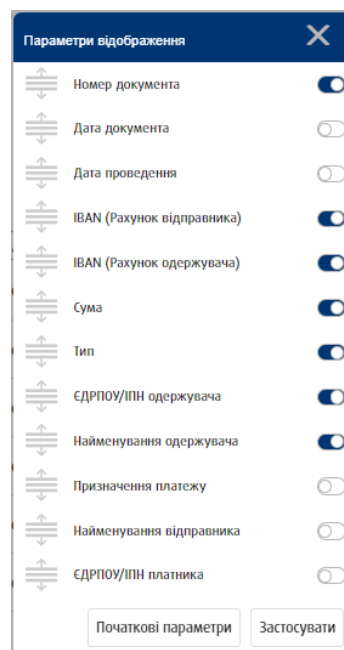 Параметри відображення
Номер документа
Дата документа
Дата проведення
IBAN (Рахунок відправника)
IBAN (Рахунок одержувача)
Сума
Тип
ЄДРПОУ/ІПН одержувача
Найменування одержувача
Призначення платежу
Найменування відправника
ЄДРПОУ/ІПН платника
Початкові параметри Застосувати